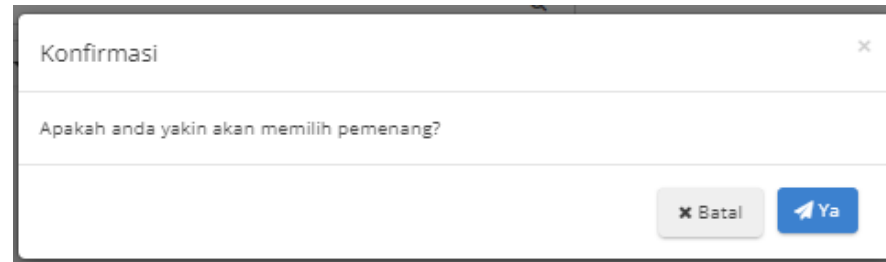 Konfirmasi
×
Apakah anda yakin akan memilih pemenang?
✖ Batal
Ya